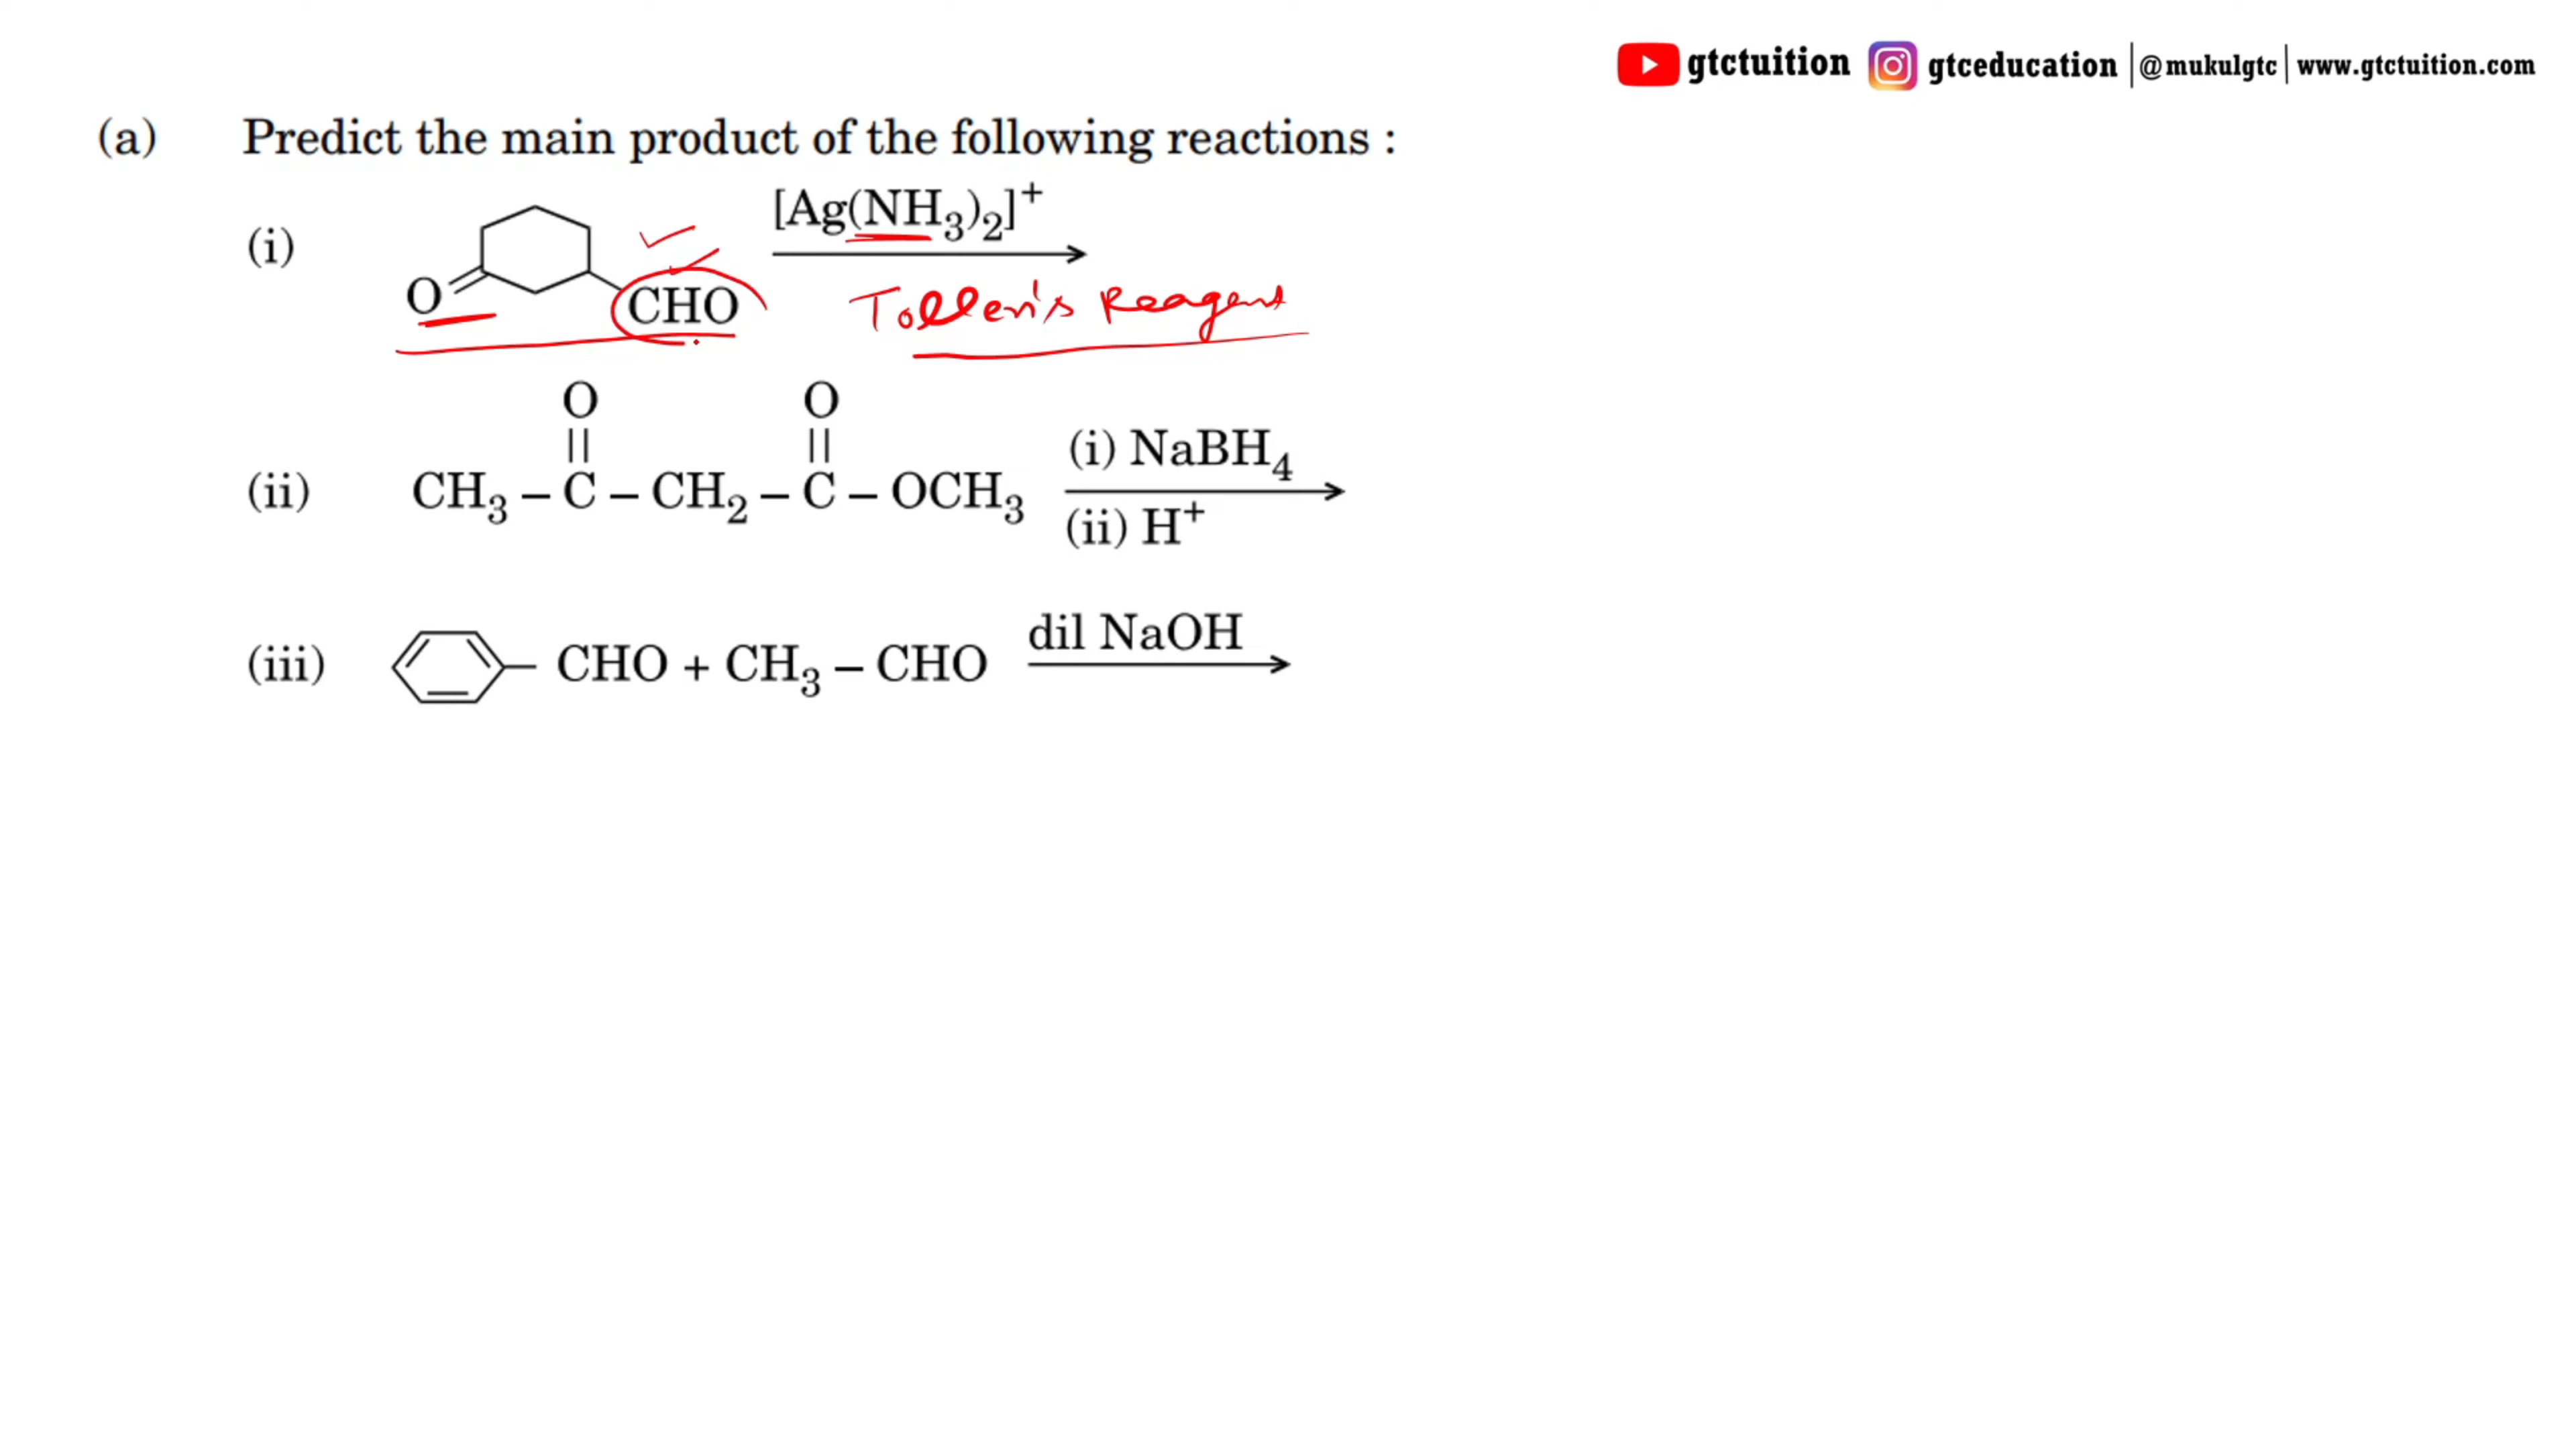 gtctuition gtceducation |@mukulgtc| www.gtctuition.com
(a) Predict the main product of the following reactions :
(i) O CHO [Ag(NH₃)₂]⁺
Tollen's Reagent
O O
(ii) CH₃ – C – CH₂ – C – OCH₃ (i) NaBH₄
(ii) H⁺
(iii) – CHO + CH₃ – CHO dil NaOH